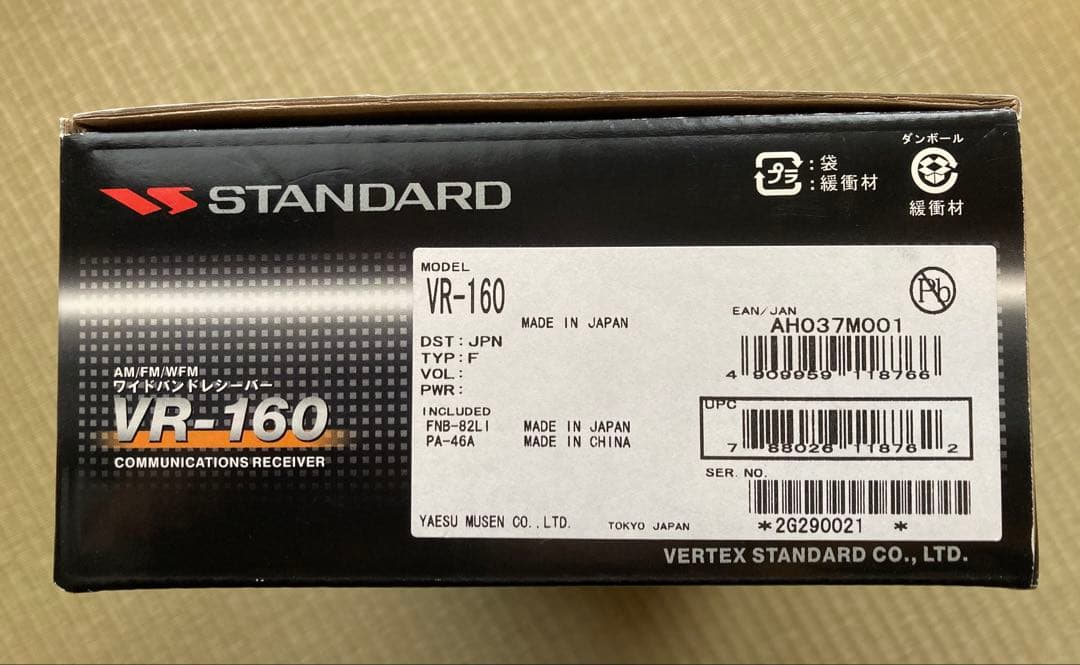 STANDARD
プラ : 袋
: 緩衝材
ダンボール
緩衝材
AM/FM/WFM
ワイドバンドレシーバー
VR-160
COMMUNICATIONS RECEIVER
MODEL
VR-160
MADE IN JAPAN
DST : JPN
TYP : F
VOL :
PWR :
INCLUDED
FNB-82LI MADE IN JAPAN
PA-46A MADE IN CHINA
YAESU MUSEN CO., LTD. TOKYO JAPAN
Pb
EAN/JAN
AH037M001
4 909959 118766
UPC
7 88026 11876 2
SER. NO.
*2G290021 *
VERTEX STANDARD CO., LTD.